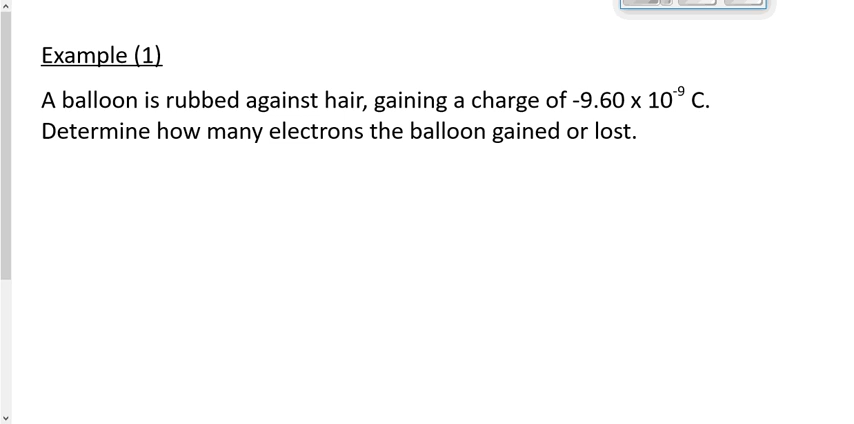 Example (1)
A balloon is rubbed against hair, gaining a charge of -9.60 x 10⁻⁹ C.
Determine how many electrons the balloon gained or lost.